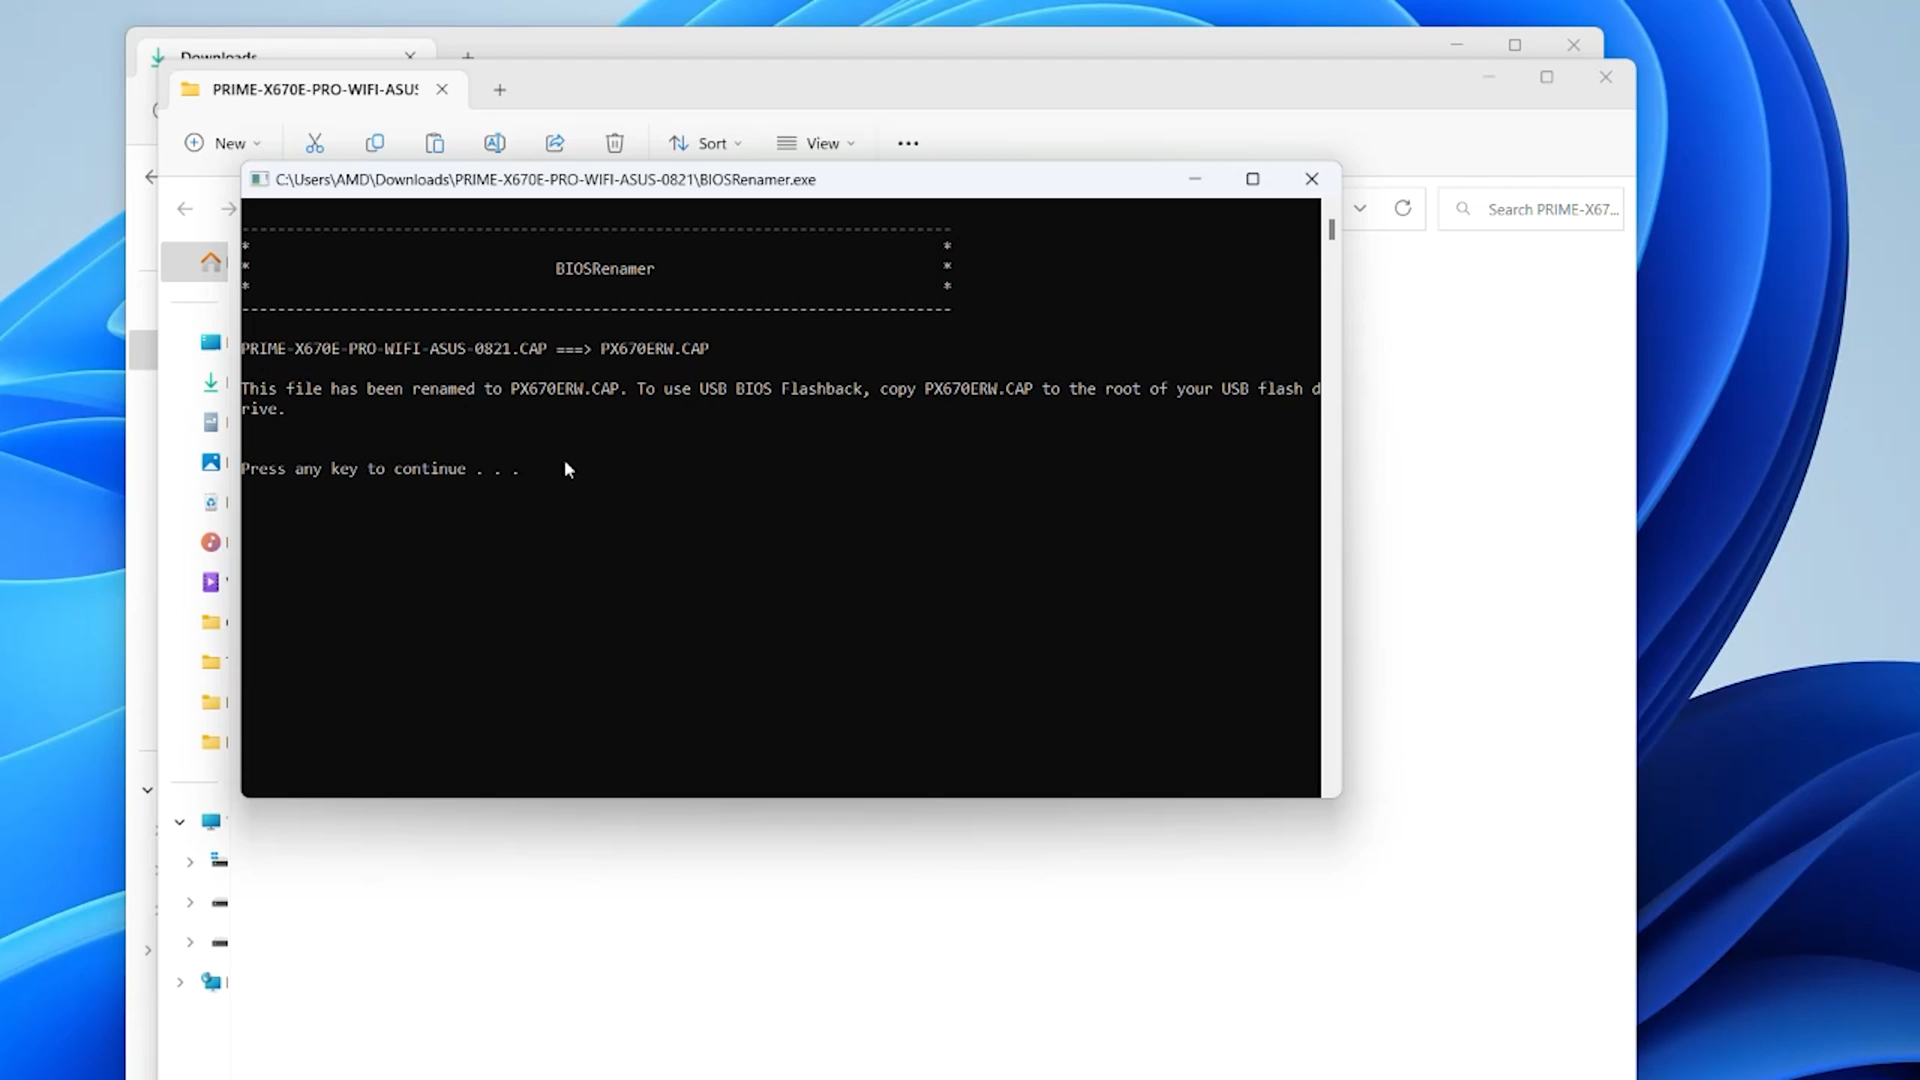 Downloads
PRIME-X670E-PRO-WIFI-ASUS
New
Sort
View
C:\Users\AMD\Downloads\PRIME-X670E-PRO-WIFI-ASUS-0821\BIOSRenamer.exe
Search PRIME-X67...
--------------------------------------------------------------------------------
* *
* BIOSRenamer *
* *
--------------------------------------------------------------------------------
PRIME-X670E-PRO-WIFI-ASUS-0821.CAP ===> PX670ERW.CAP
This file has been renamed to PX670ERW.CAP. To use USB BIOS Flashback, copy PX670ERW.CAP to the root of your USB flash d
rive.
Press any key to continue . . .